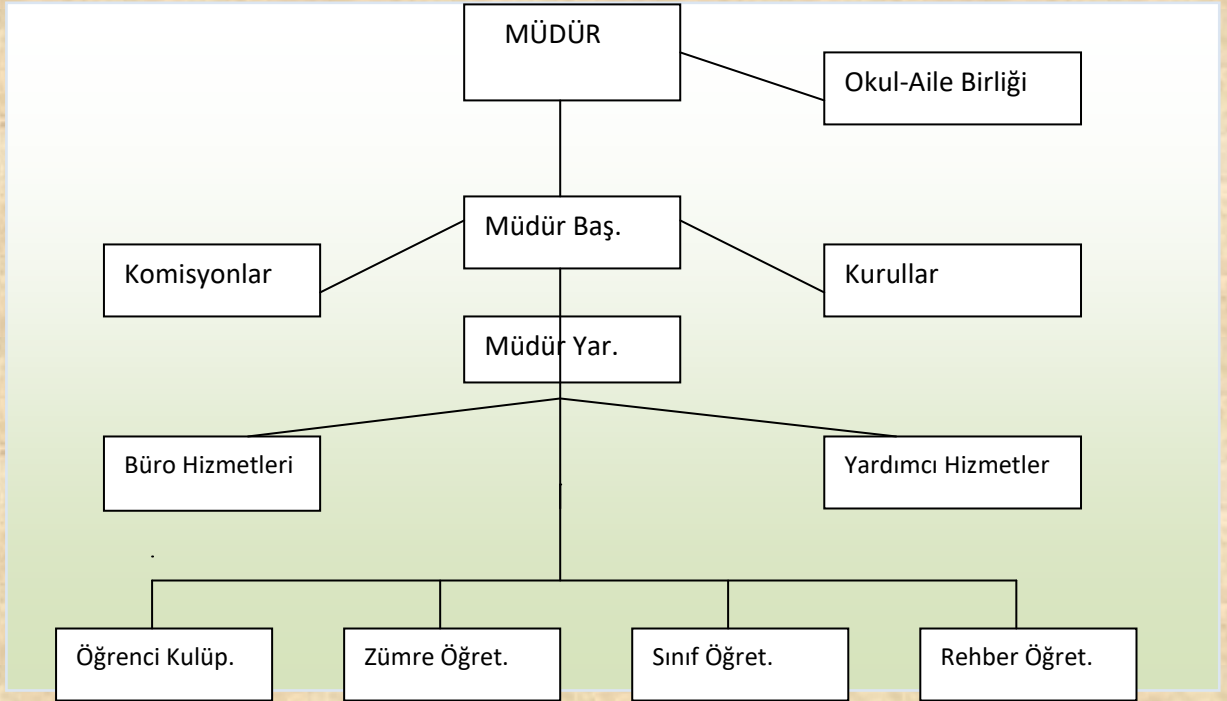 MÜDÜR
Okul-Aile Birliği
Müdür Baş.
Komisyonlar
Kurullar
Müdür Yar.
Büro Hizmetleri
Yardımcı Hizmetler
Öğrenci Kulüp.
Zümre Öğret.
Sınıf Öğret.
Rehber Öğret.